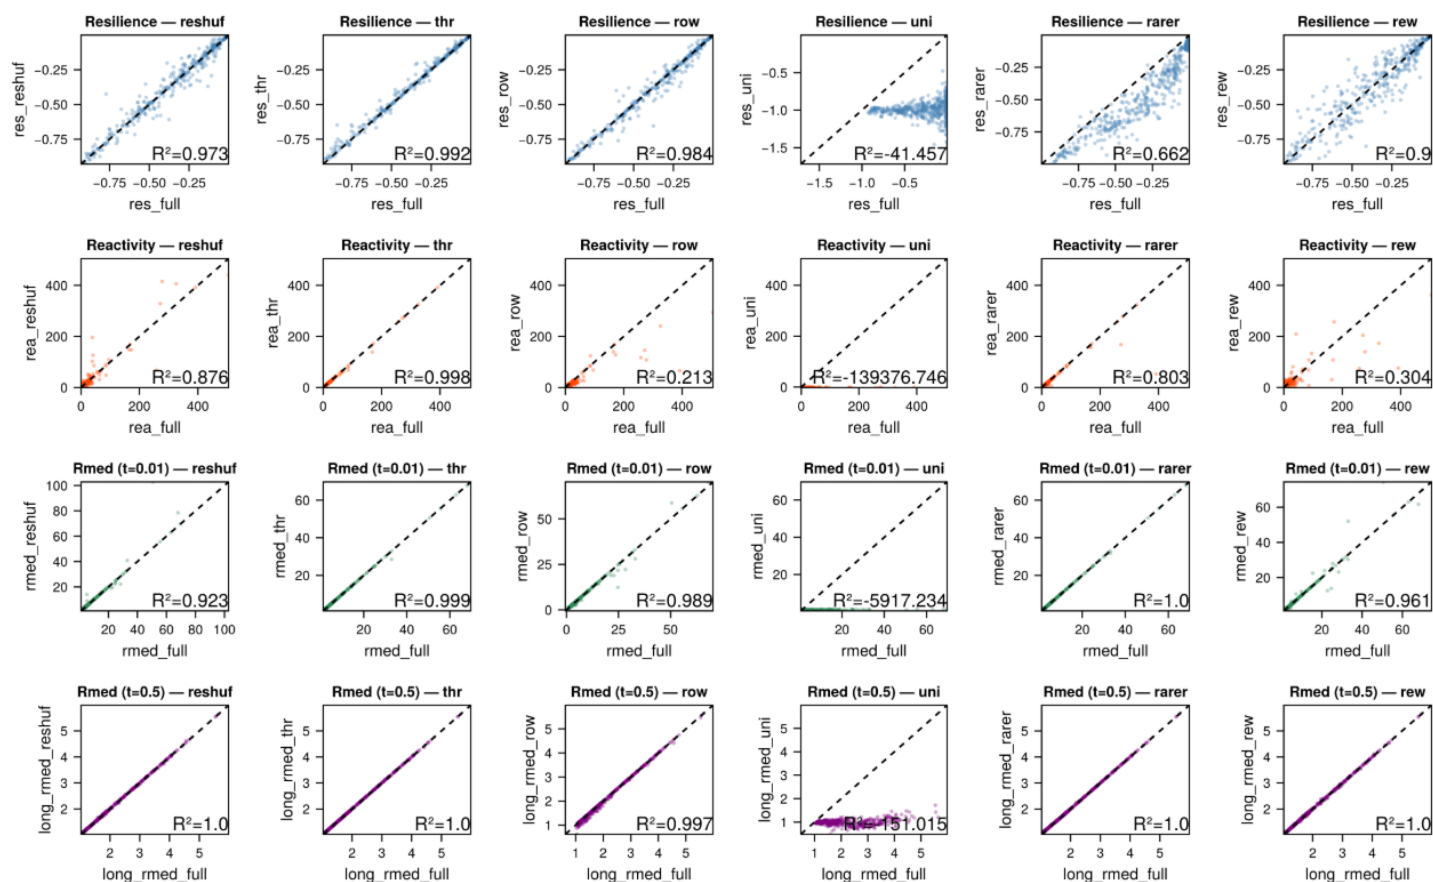 Resilience — reshuf
Resilience — thr
Resilience — row
Resilience — uni
Resilience — rarer
Resilience — rew
res_reshuf
−0.25
−0.50
−0.75
R²=0.973
−0.75 −0.50 −0.25
res_full
res_thr
−0.25
−0.50
−0.75
R²=0.992
−0.75 −0.50 −0.25
res_full
res_row
−0.25
−0.50
−0.75
R²=0.984
−0.75 −0.50 −0.25
res_full
res_uni
−0.5
−1.0
−1.5
R²=-41.457
−1.5 −1.0 −0.5
res_full
res_rarer
−0.25
−0.50
−0.75
R²=0.662
−0.75 −0.50 −0.25
res_full
res_rew
−0.25
−0.50
−0.75
R²=0.9
−0.75 −0.50 −0.25
res_full
Reactivity — reshuf
Reactivity — thr
Reactivity — row
Reactivity — uni
Reactivity — rarer
Reactivity — rew
rea_reshuf
400
200
0
R²=0.876
0 200 400
rea_full
rea_thr
400
200
0
R²=0.998
0 200 400
rea_full
rea_row
400
200
0
R²=0.213
0 200 400
rea_full
rea_uni
400
200
0
R²=-139376.746
0 200 400
rea_full
rea_rarer
400
200
0
R²=0.803
0 200 400
rea_full
rea_rew
400
200
0
R²=0.304
0 200 400
rea_full
Rmed (t=0.01) — reshuf
Rmed (t=0.01) — thr
Rmed (t=0.01) — row
Rmed (t=0.01) — uni
Rmed (t=0.01) — rarer
Rmed (t=0.01) — rew
rmed_reshuf
100
80
60
40
20
R²=0.923
20 40 60 80 100
rmed_full
rmed_thr
60
40
20
R²=0.999
20 40 60
rmed_full
rmed_row
50
25
0
R²=0.989
0 25 50
rmed_full
rmed_uni
60
40
20
R²=-5917.234
20 40 60
rmed_full
rmed_rarer
60
40
20
R²=1.0
20 40 60
rmed_full
rmed_rew
60
40
20
R²=0.961
20 40 60
rmed_full
Rmed (t=0.5) — reshuf
Rmed (t=0.5) — thr
Rmed (t=0.5) — row
Rmed (t=0.5) — uni
Rmed (t=0.5) — rarer
Rmed (t=0.5) — rew
long_rmed_reshuf
5
4
3
2
R²=1.0
2 3 4 5
long_rmed_full
long_rmed_thr
5
4
3
2
R²=1.0
2 3 4 5
long_rmed_full
long_rmed_row
5
4
3
2
1
R²=0.997
1 2 3 4 5
long_rmed_full
long_rmed_uni
5
4
3
2
1
R²=-151.015
1 2 3 4 5
long_rmed_full
long_rmed_rarer
5
4
3
2
R²=1.0
2 3 4 5
long_rmed_full
long_rmed_rew
5
4
3
2
R²=1.0
2 3 4 5
long_rmed_full